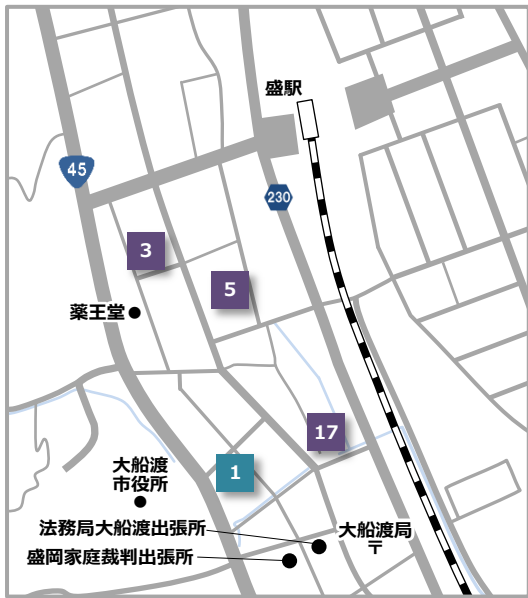 盛駅
45
230
3
5
薬王堂
17
1
大船渡
市役所
法務局大船渡出張所
大船渡局
〒
盛岡家庭裁判出張所